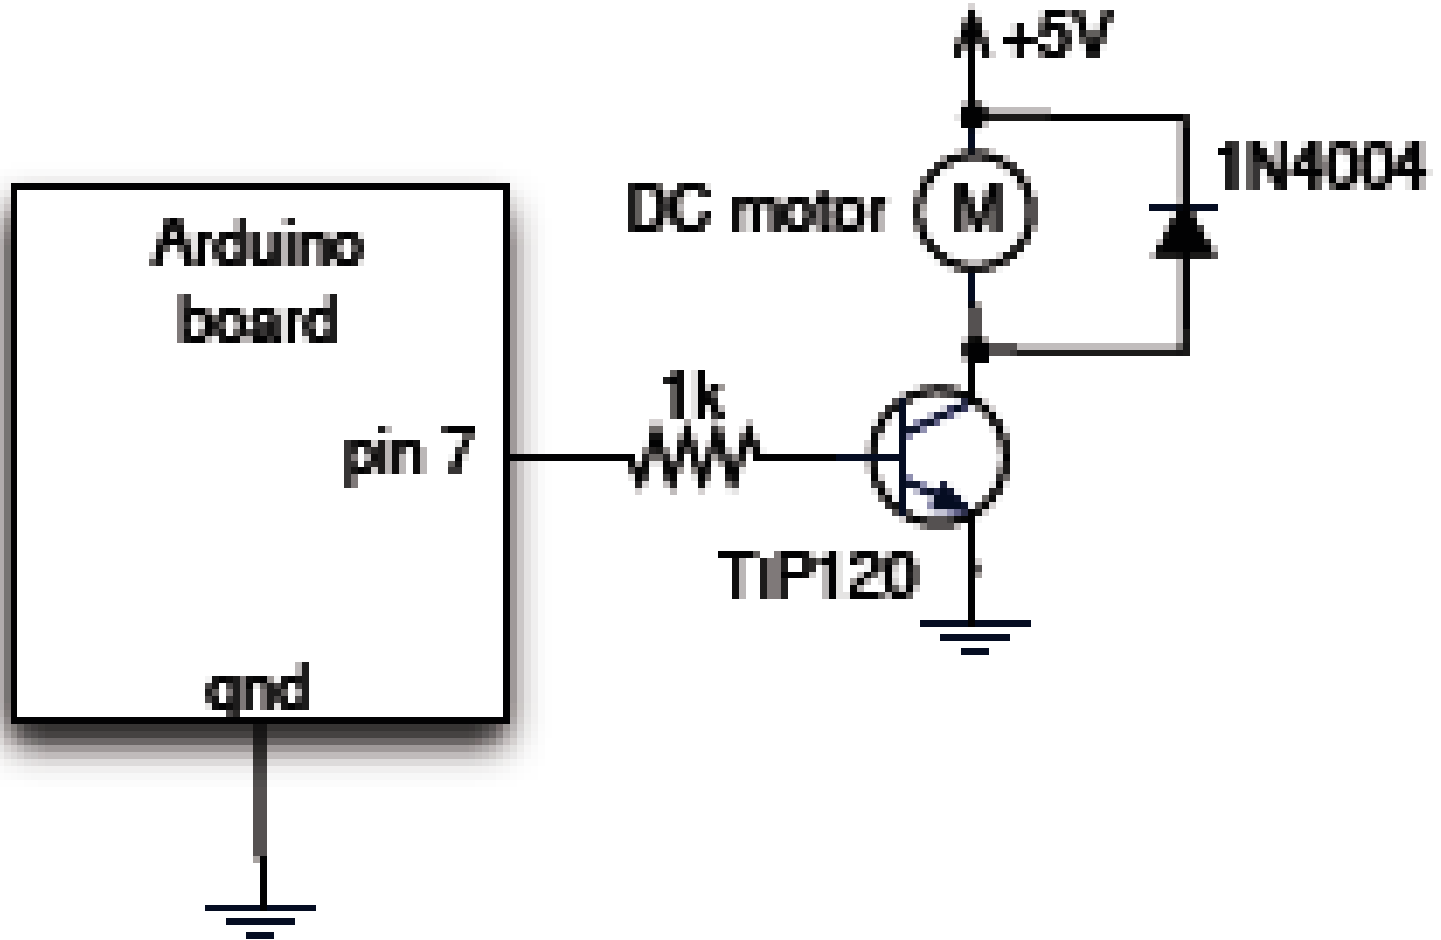 +5V
1N4004
DC motor
M
Arduino
board
1k
pin 7
TIP120
gnd